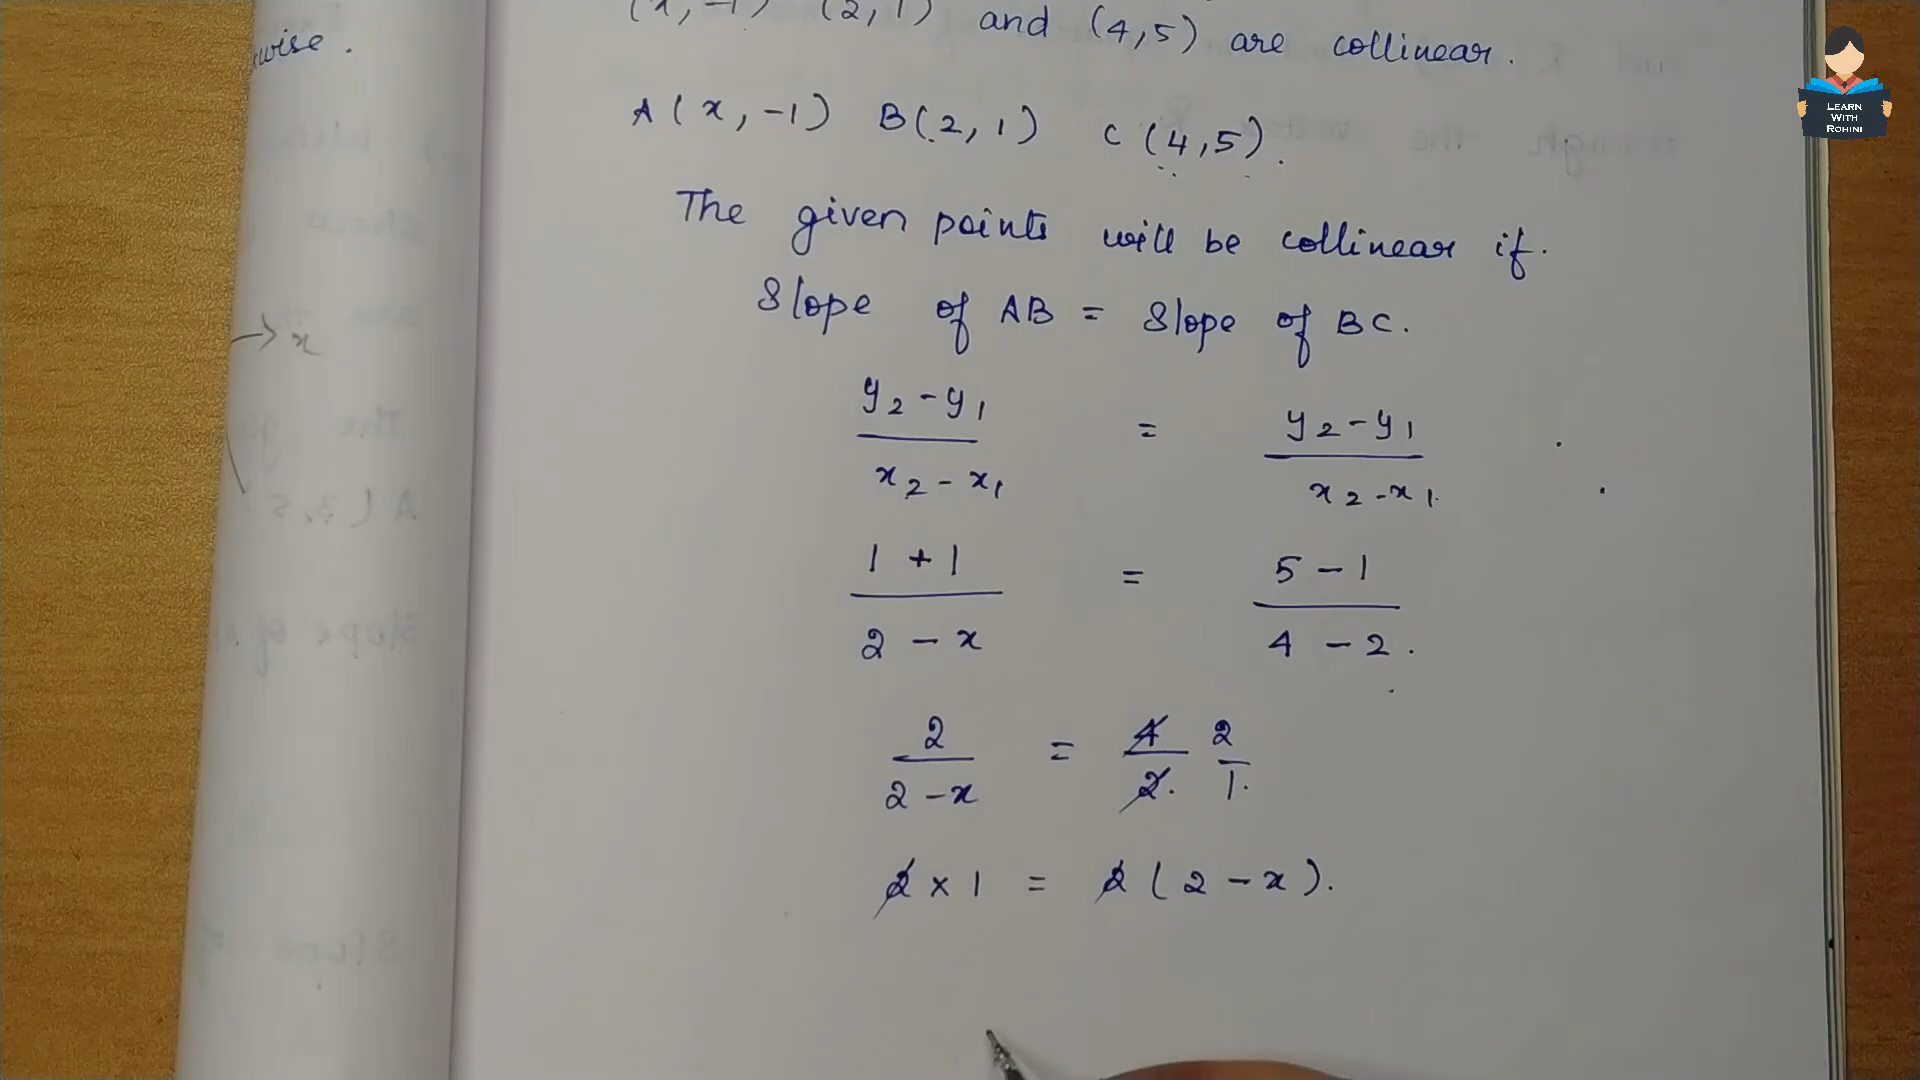 (x, -1) (2, 1) and (4, 5) are collinear.
wise.
A (x, -1) B(2, 1) C (4, 5).
The given points will be collinear if.
Slope of AB = Slope of BC.
y2 - y1 / x2 - x1 = y2 - y1 / x2 - x1
1 + 1 / 2 - x = 5 - 1 / 4 - 2.
2 / 2 - x = 4 / 2. 2 / 1.
2 × 1 = 2 (2 - x).
→ x
LEARN
WITH
ROHINI